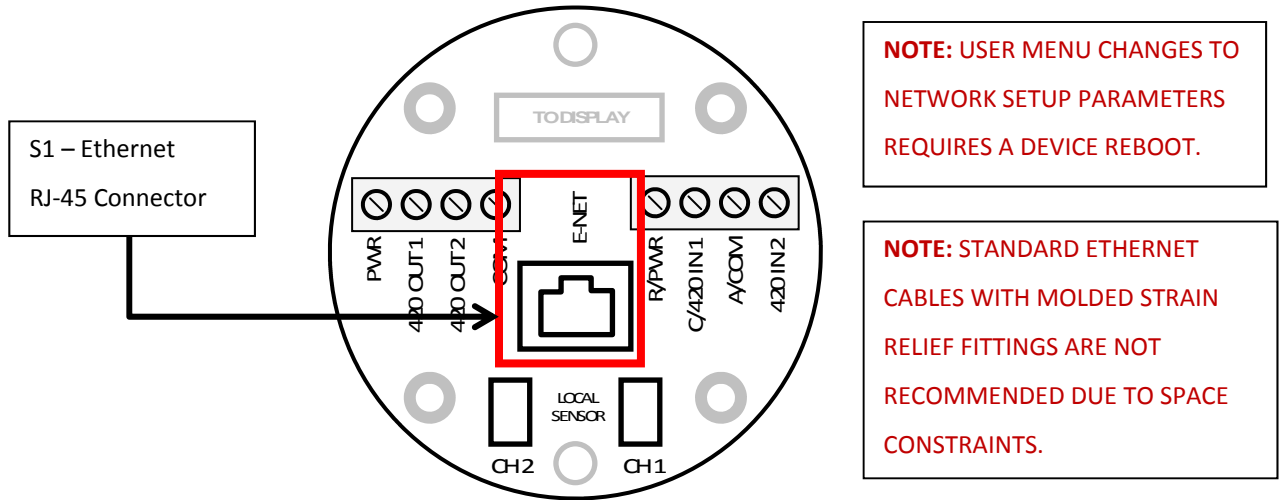 S1 – Ethernet
RJ-45 Connector
TO DISPLAY
E-NET
PWR
420 OUT1
420 OUT2
COM
R/PWR
C/420 IN1
A/COM
420 IN2
LOCAL
SENSOR
CH2
CH1
NOTE: USER MENU CHANGES TO
NETWORK SETUP PARAMETERS
REQUIRES A DEVICE REBOOT.
NOTE: STANDARD ETHERNET
CABLES WITH MOLDED STRAIN
RELIEF FITTINGS ARE NOT
RECOMMENDED DUE TO SPACE
CONSTRAINTS.